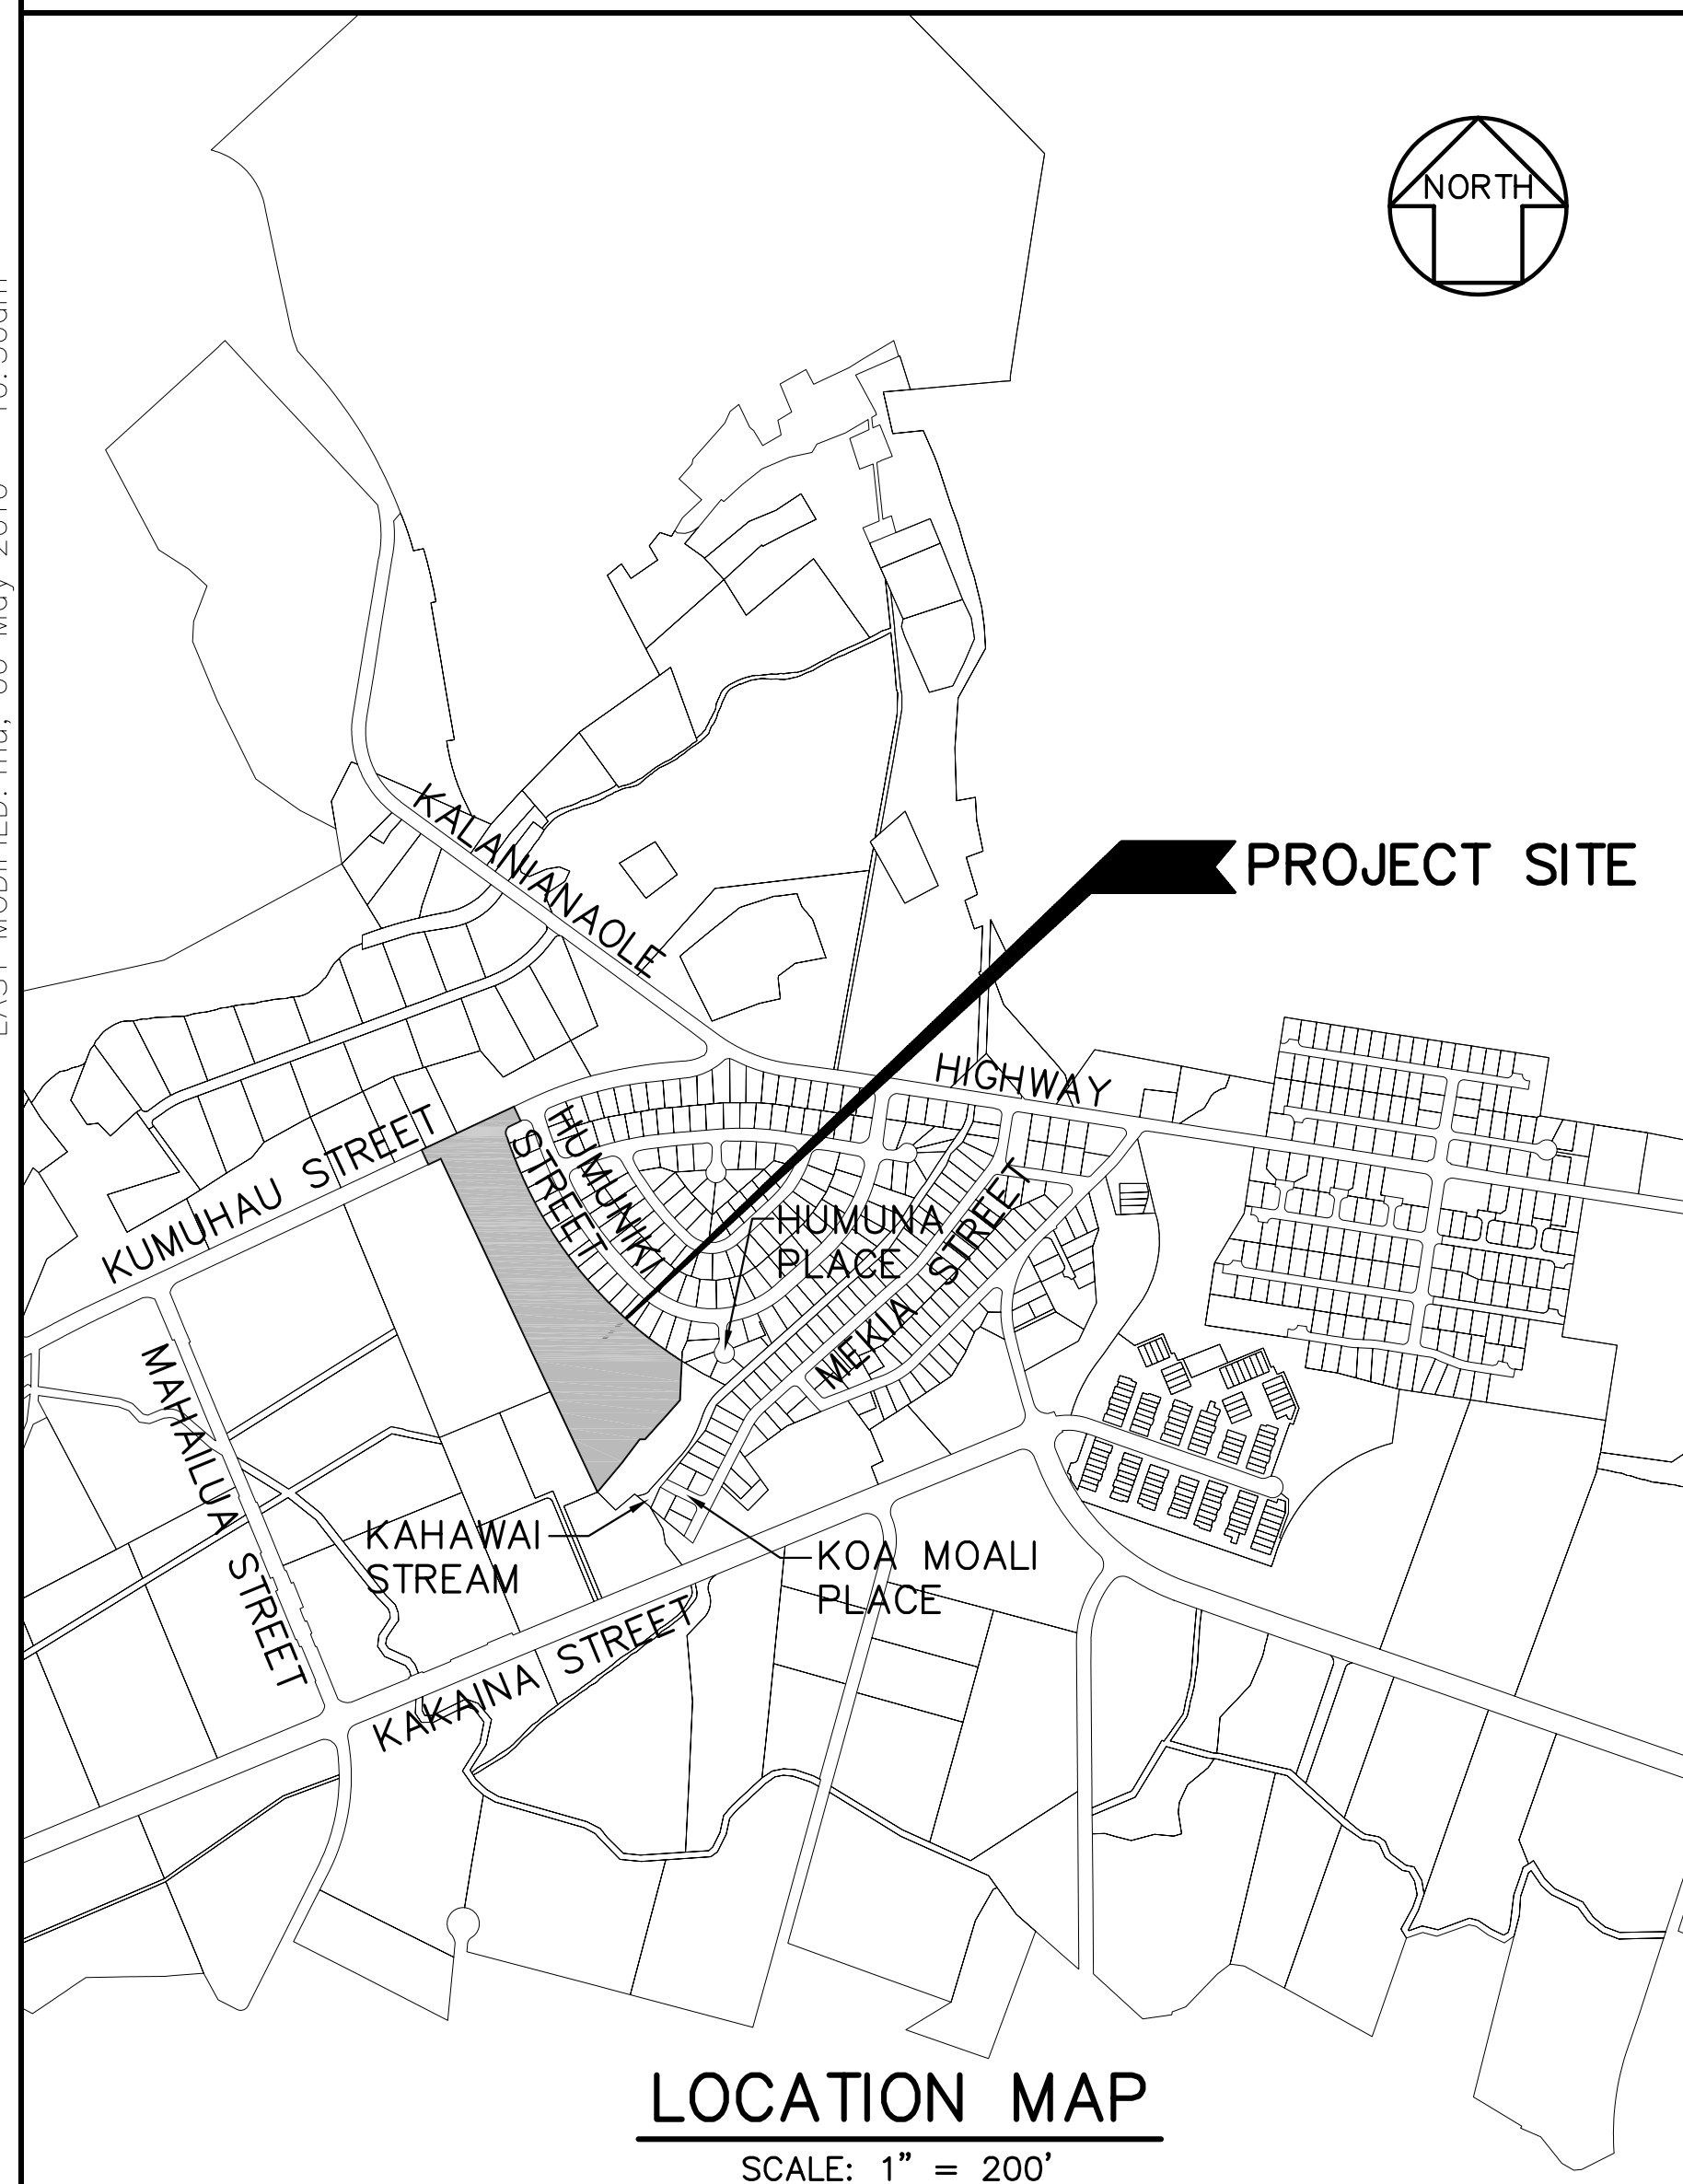 NORTH
KALANIANAOLE
PROJECT SITE
HIGHWAY
KUMUHAU STREET
HUMUNIKI
STREET
HUMUNA
PLACE
MEKIA STREET
MAHAILUA STREET
KAHAWAI
STREAM
KOA MOALI
PLACE
KAKAINA STREET
LOCATION MAP
SCALE: 1" = 200'